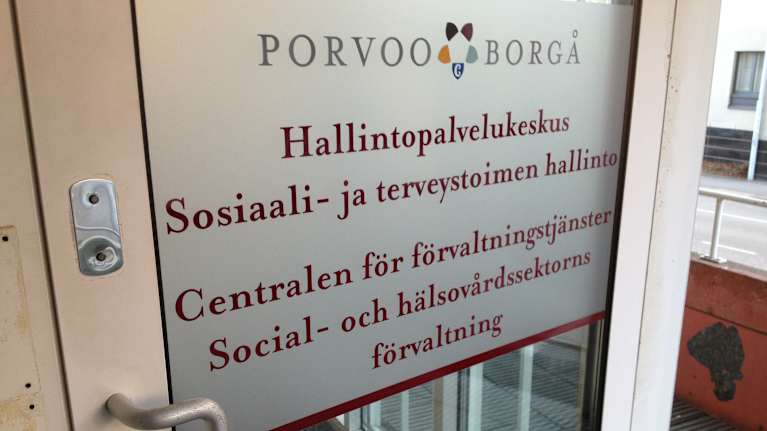 PORVOO BORGÅ
Hallintopalvelukeskus
Sosiaali- ja terveystoimen hallinto
Centralen för förvaltningstjänster
Social- och hälsovårdssektorns
förvaltning